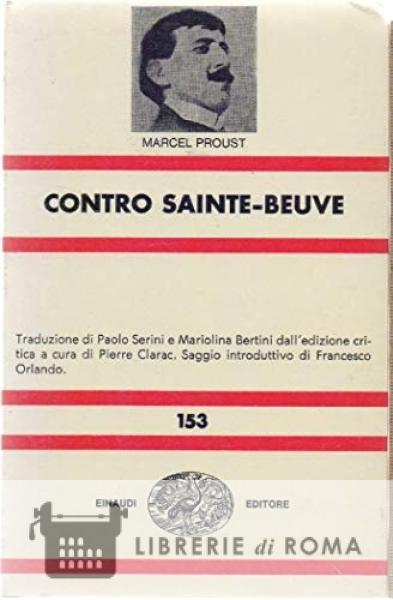 MARCEL PROUST
CONTRO SAINTE-BEUVE
Traduzione di Paolo Serini e Mariolina Bertini dall'edizione cri-
tica a cura di Pierre Clarac. Saggio introduttivo di Francesco
Orlando.
153
EINAUDI EDITORE
LIBRERIE di ROMA